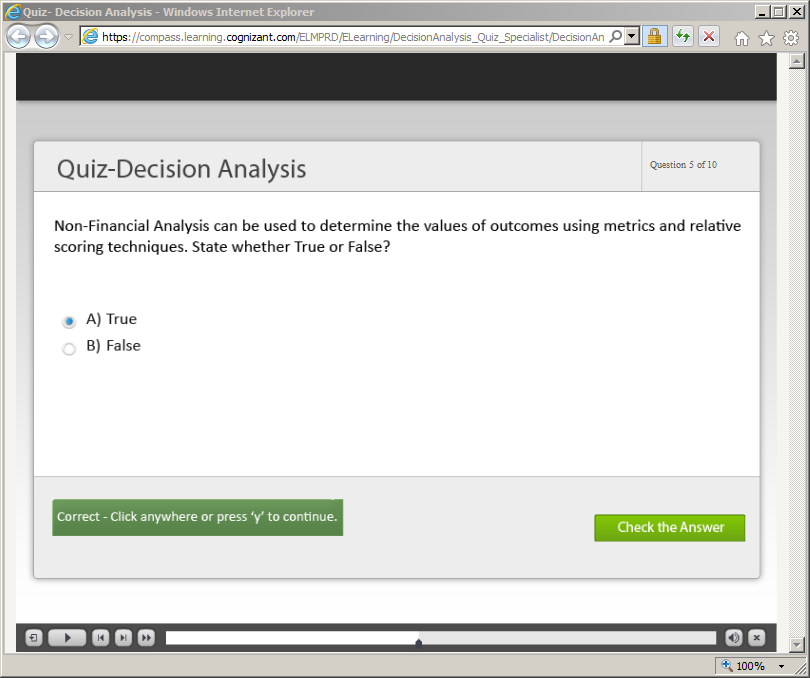 Quiz- Decision Analysis - Windows Internet Explorer
https://compass.learning.cognizant.com/ELMPRD/ELearning/DecisionAnalysis_Quiz_Specialist/DecisionAn
Quiz-Decision Analysis
Question 5 of 10
Non-Financial Analysis can be used to determine the values of outcomes using metrics and relative
scoring techniques. State whether True or False?
A) True
B) False
Correct - Click anywhere or press ‘y’ to continue.
Check the Answer
100%